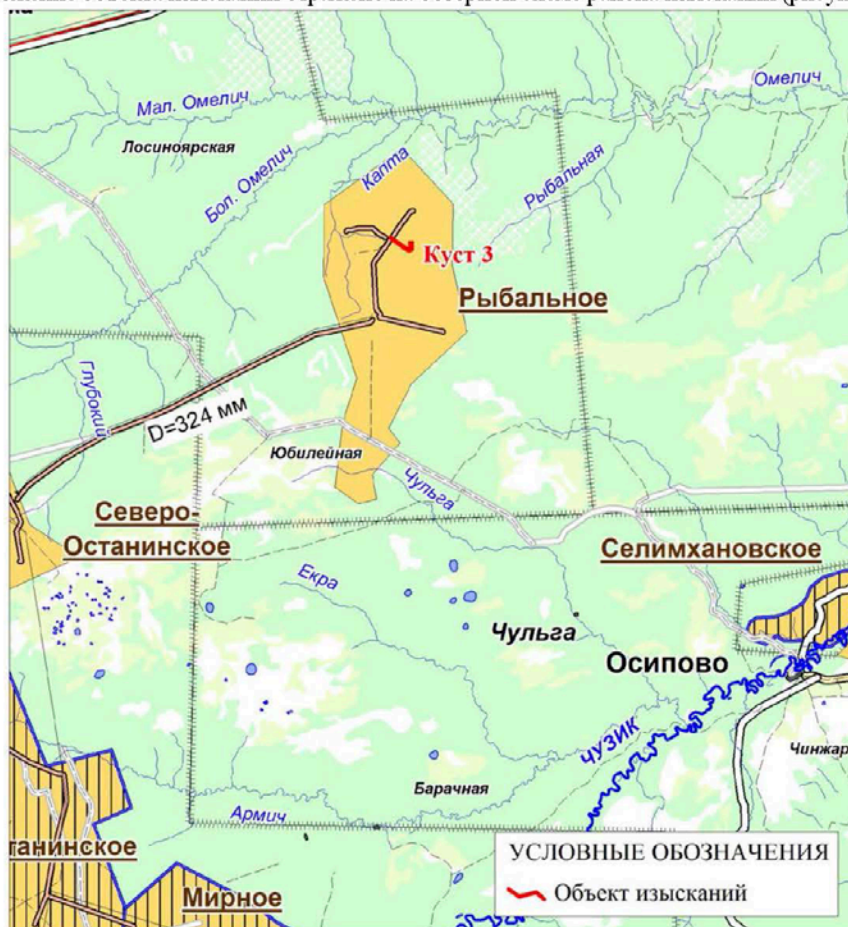 Мал. Омелич
Омелич
Лосиноярская
Бол. Омелич
Капта
Рыбальная
Куст 3
Рыбальное
Глубокий
D=324 мм
Юбилейная
Чульга
Северо-
Останинское
Селимхановское
Екра
Чульга
Осипово
ЧУЗИК
Чинжар
Барачная
Армич
танинское
Мирное
УСЛОВНЫЕ ОБОЗНАЧЕНИЯ
Объект изысканий